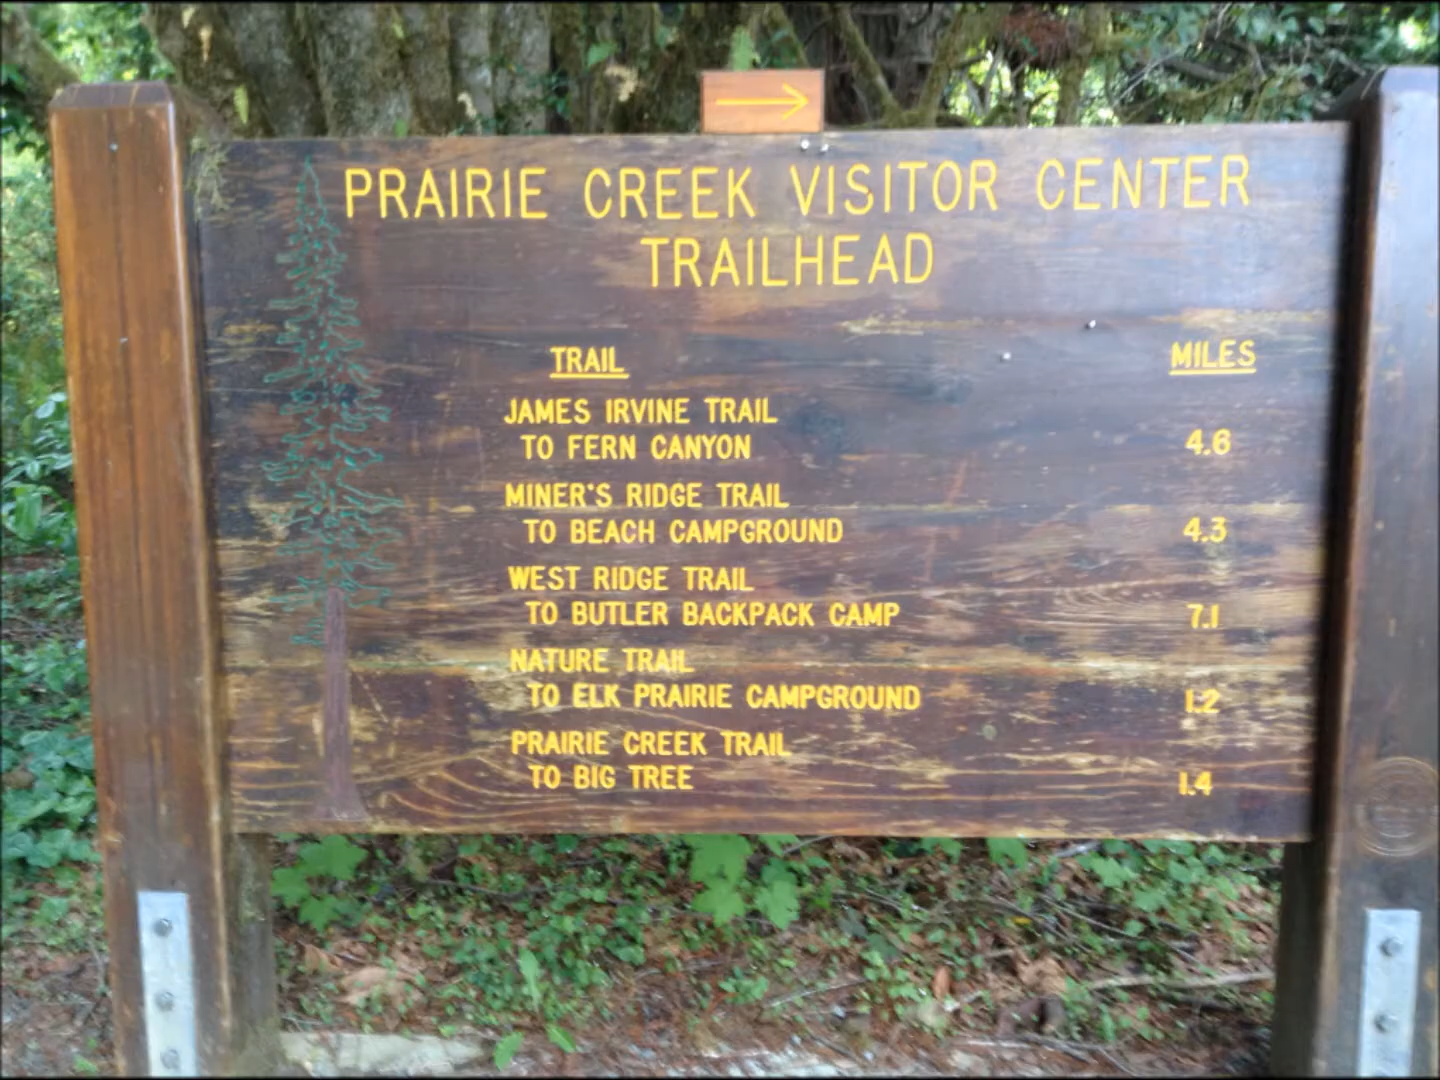 PRAIRIE CREEK VISITOR CENTER
TRAILHEAD
TRAIL MILES
JAMES IRVINE TRAIL
TO FERN CANYON 4.6
MINER'S RIDGE TRAIL
TO BEACH CAMPGROUND 4.3
WEST RIDGE TRAIL
TO BUTLER BACKPACK CAMP 7.1
NATURE TRAIL
TO ELK PRAIRIE CAMPGROUND 1.2
PRAIRIE CREEK TRAIL
TO BIG TREE 1.4